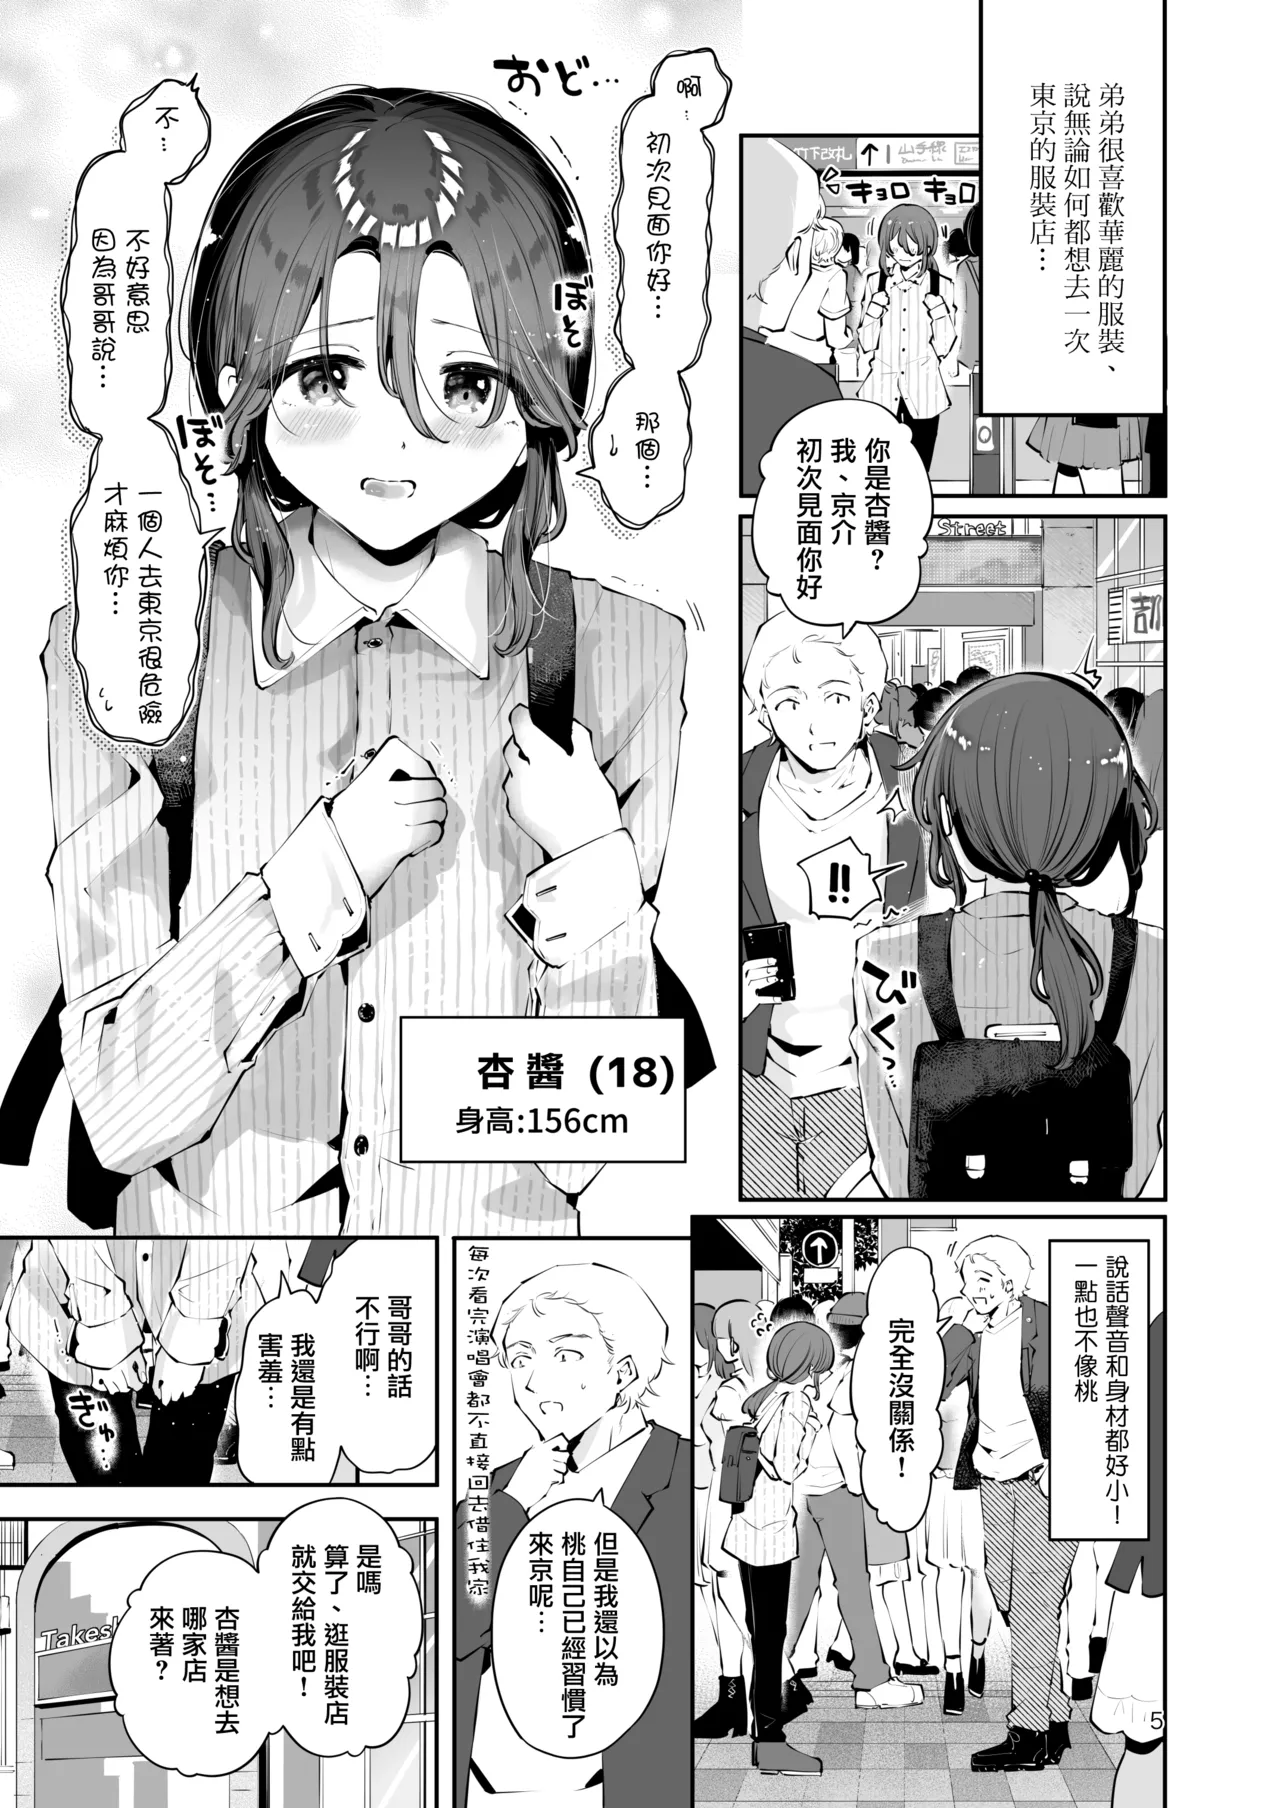 弟弟很喜歡華麗的服裝、
說無論如何都想去一次
東京的服裝店…
竹下改札
山手線
キョロ
キョロ
你是杏醬？
我、京介
初次見面你好
Street
!!
びくっ
おど…
啊
初次見面你好…
ぼそ
那個…
不…
不好意思
因為哥哥說…
ぼそ…
一個人去東京很危險
才麻煩你…
杏醬 (18)
身高:156cm
說話聲音和身材都好小！
一點也不像桃
完全沒關係！
每次看完演唱會都不直接回去借住我家
但是我還以為
桃自己已經習慣了
來京呢…
哥哥的話
不行啊…
我還是有點
害羞…
ぎゅ…
是嗎
算了、逛服裝店
就交給我吧！
杏醬是想去
哪家店
來著？
Takesh
5